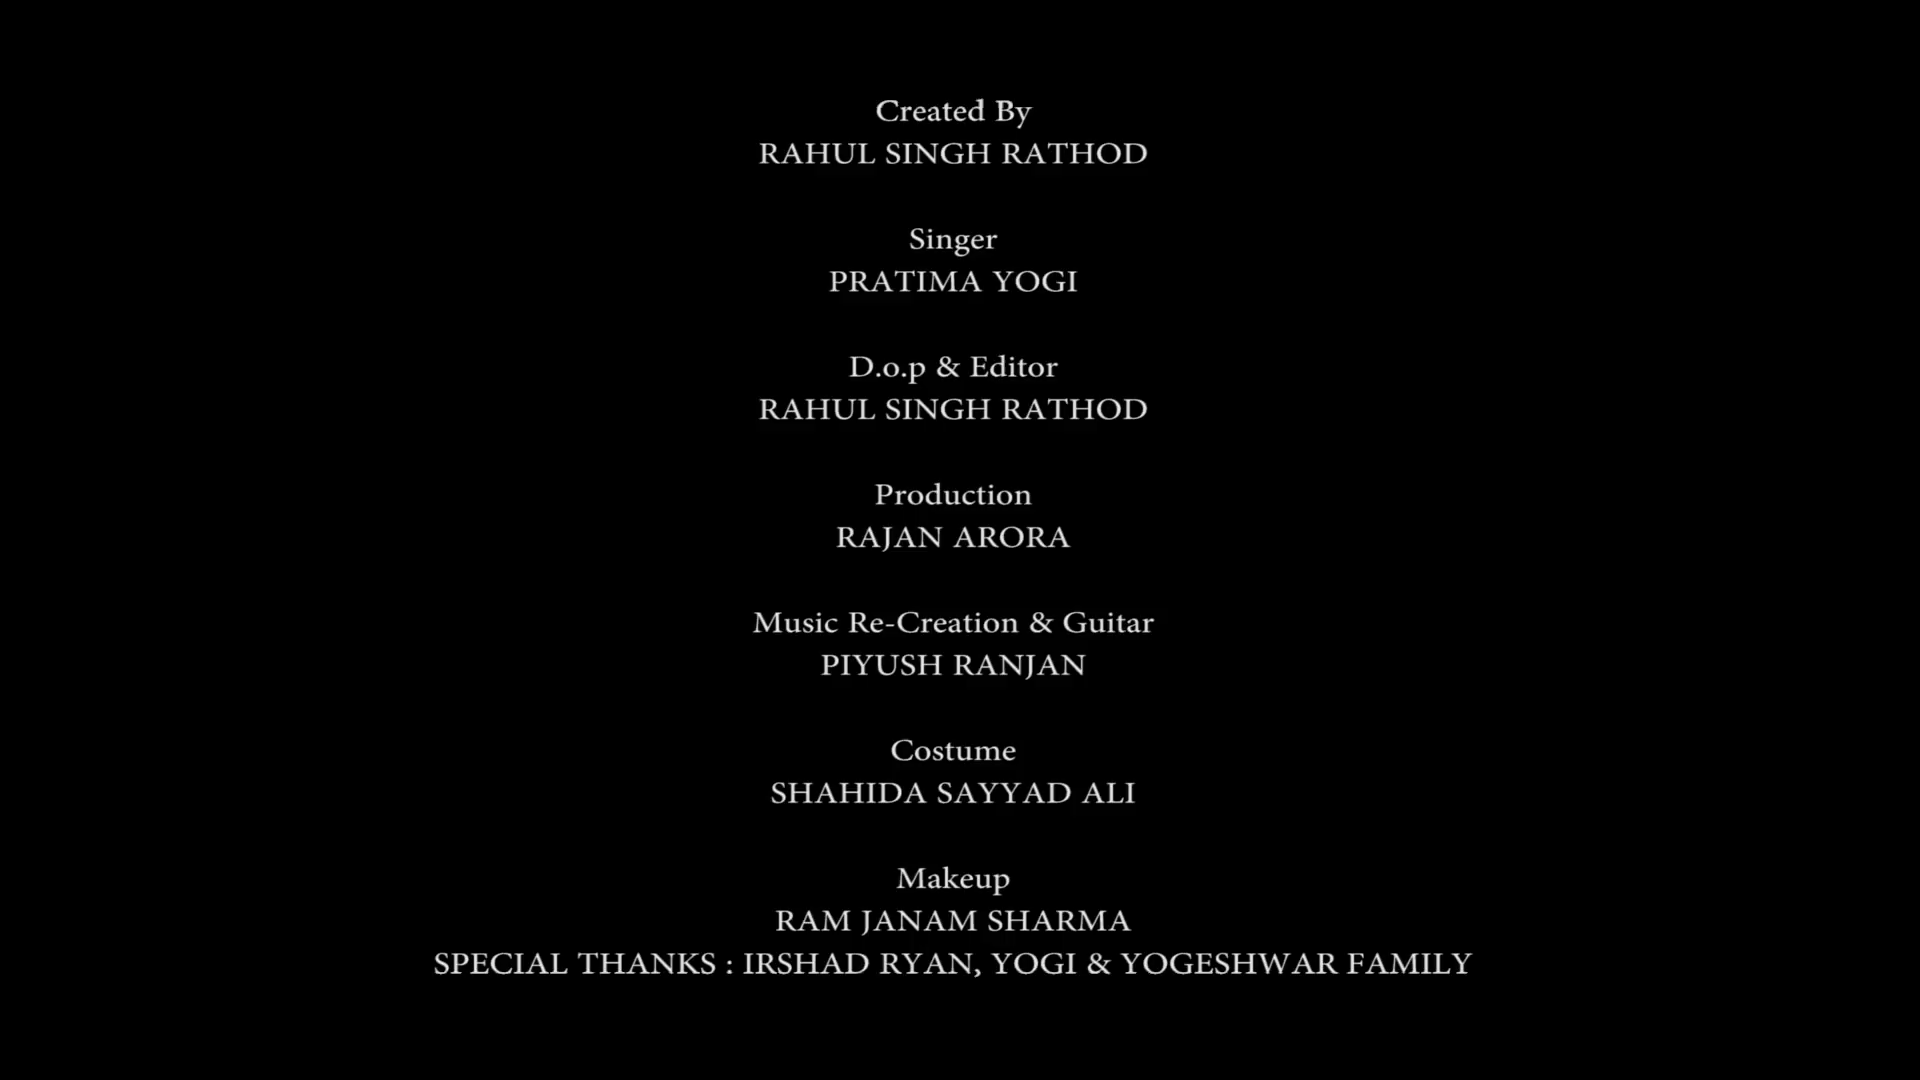 Created By
RAHUL SINGH RATHOD
Singer
PRATIMA YOGI
D.o.p & Editor
RAHUL SINGH RATHOD
Production
RAJAN ARORA
Music Re-Creation & Guitar
PIYUSH RANJAN
Costume
SHAHIDA SAYYAD ALI
Makeup
RAM JANAM SHARMA
SPECIAL THANKS : IRSHAD RYAN, YOGI & YOGESHWAR FAMILY